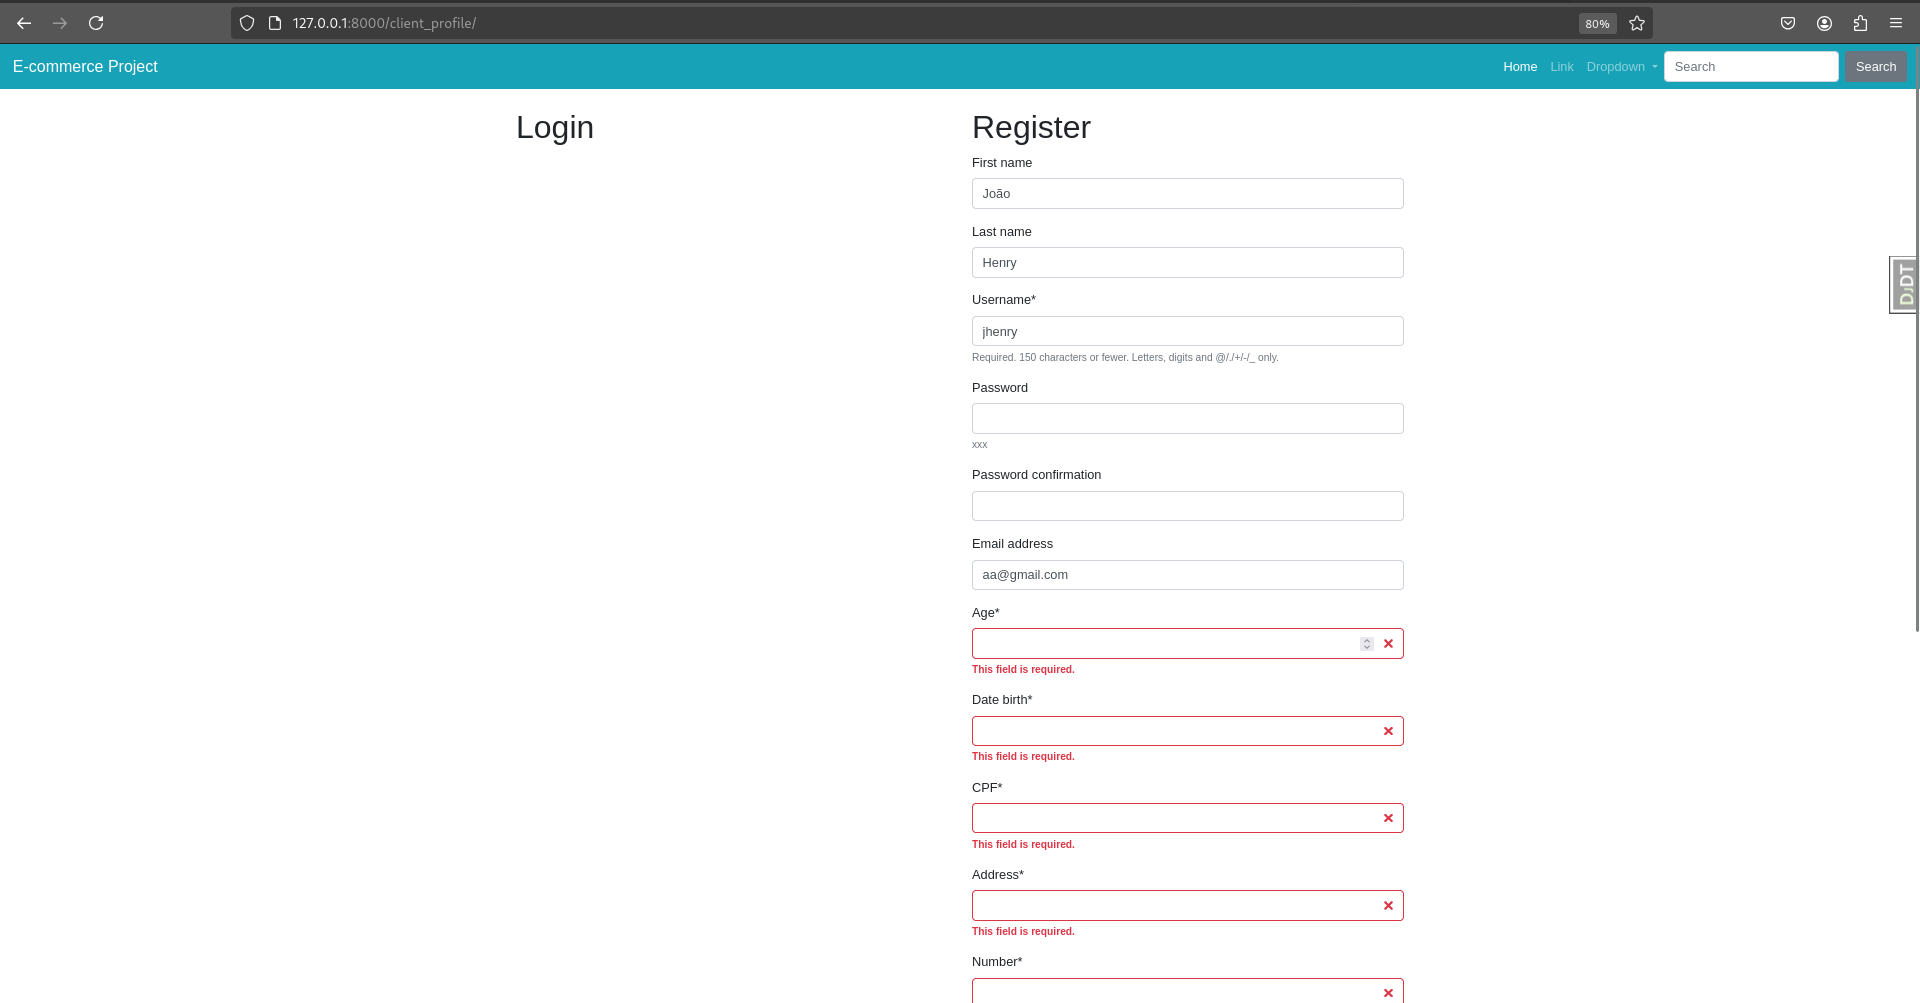 127.0.0.1:8000/client_profile/
80%
E-commerce Project
Home
Link
Dropdown
Search
Search
Login
Register
First name
João
Last name
Henry
Username*
jhenry
Required. 150 characters or fewer. Letters, digits and @/./+/-/_ only.
Password
xxx
Password confirmation
Email address
aa@gmail.com
Age*
This field is required.
Date birth*
This field is required.
CPF*
This field is required.
Address*
This field is required.
Number*
DJDT